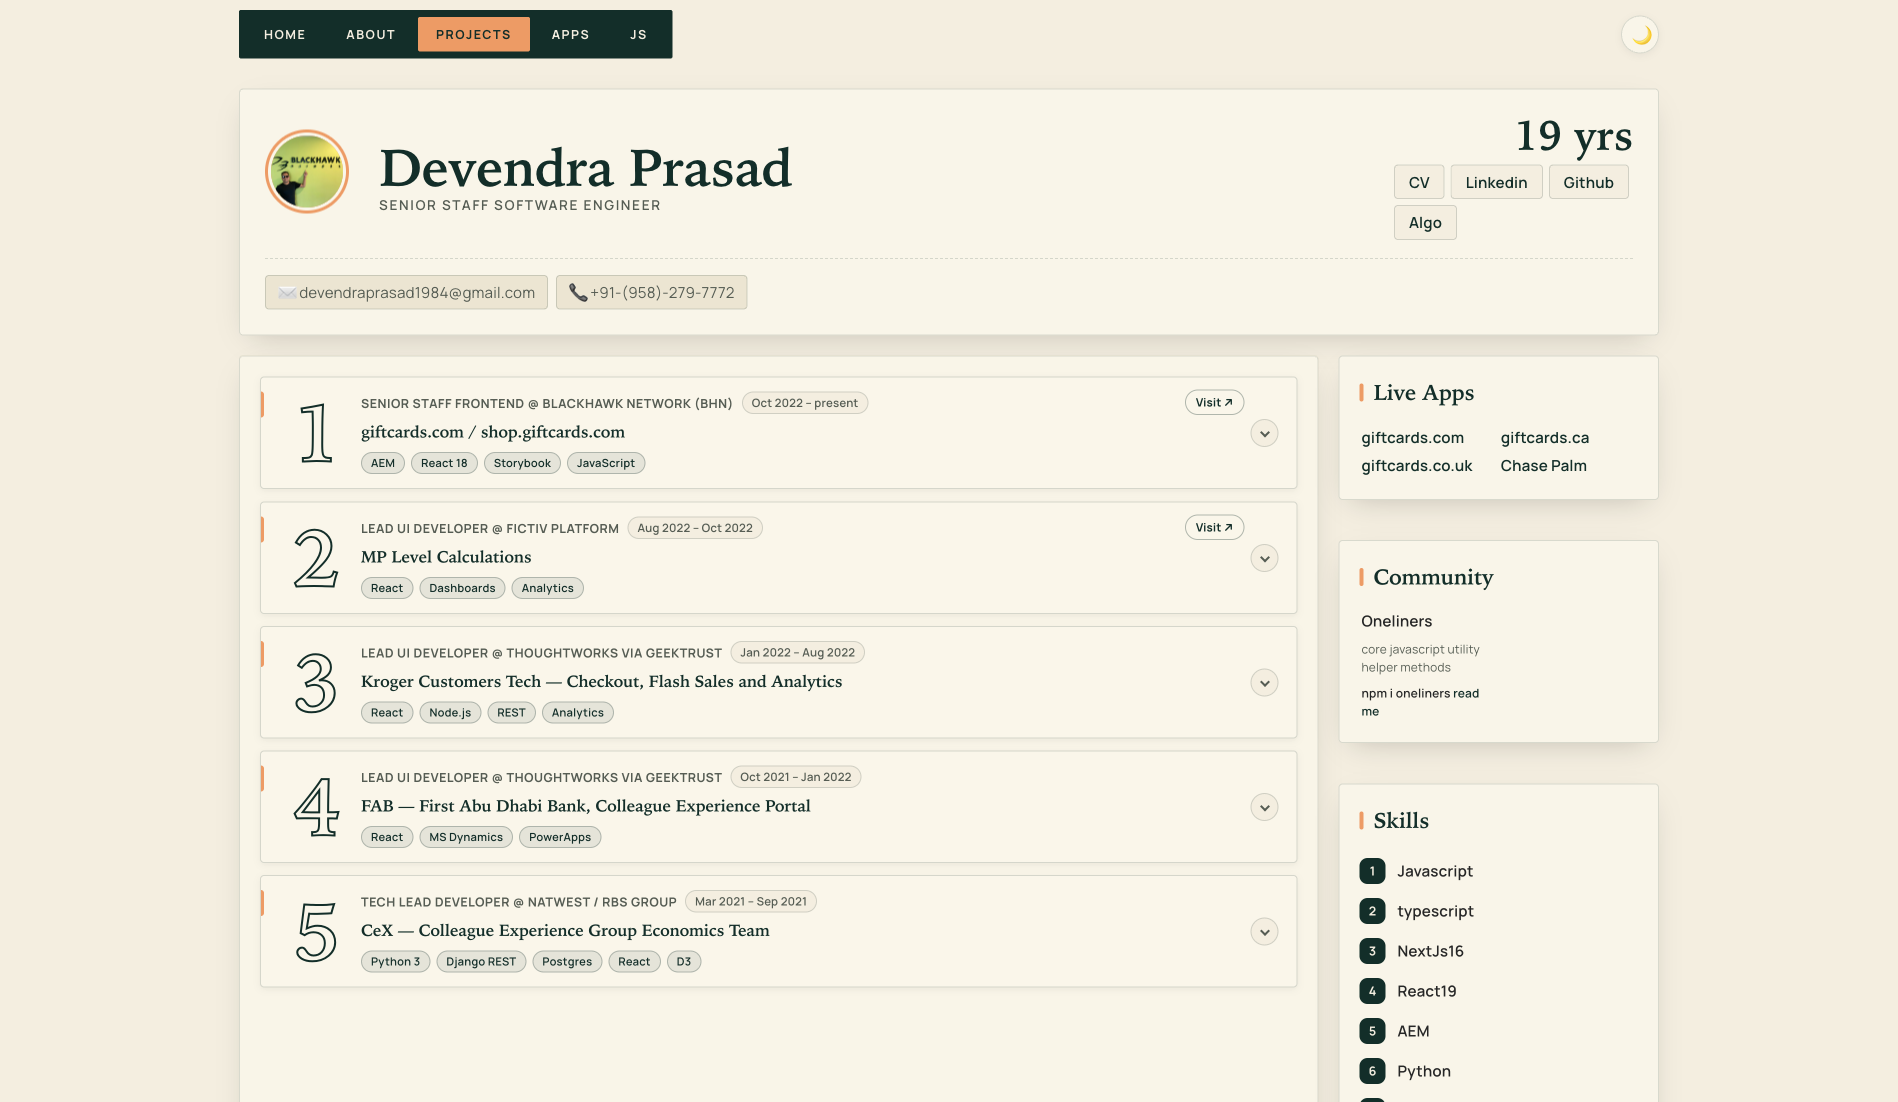 HOME ABOUT PROJECTS APPS JS
BLACKHAWK
Devendra Prasad
SENIOR STAFF SOFTWARE ENGINEER
19 yrs
CV Linkedin Github
Algo
devendraprasad1984@gmail.com +91-(958)-279-7772
1
SENIOR STAFF FRONTEND @ BLACKHAWK NETWORK (BHN) Oct 2022 – present
Visit ↗
giftcards.com / shop.giftcards.com
AEM React 18 Storybook JavaScript
2
LEAD UI DEVELOPER @ FICTIV PLATFORM Aug 2022 – Oct 2022
Visit ↗
MP Level Calculations
React Dashboards Analytics
3
LEAD UI DEVELOPER @ THOUGHTWORKS VIA GEEKTRUST Jan 2022 – Aug 2022
Kroger Customers Tech — Checkout, Flash Sales and Analytics
React Node.js REST Analytics
4
LEAD UI DEVELOPER @ THOUGHTWORKS VIA GEEKTRUST Oct 2021 – Jan 2022
FAB — First Abu Dhabi Bank, Colleague Experience Portal
React MS Dynamics PowerApps
5
TECH LEAD DEVELOPER @ NATWEST / RBS GROUP Mar 2021 – Sep 2021
CeX — Colleague Experience Group Economics Team
Python 3 Django REST Postgres React D3
Live Apps
giftcards.com giftcards.ca
giftcards.co.uk Chase Palm
Community
Oneliners
core javascript utility
helper methods
npm i oneliners read
me
Skills
1 Javascript
2 typescript
3 NextJs16
4 React19
5 AEM
6 Python